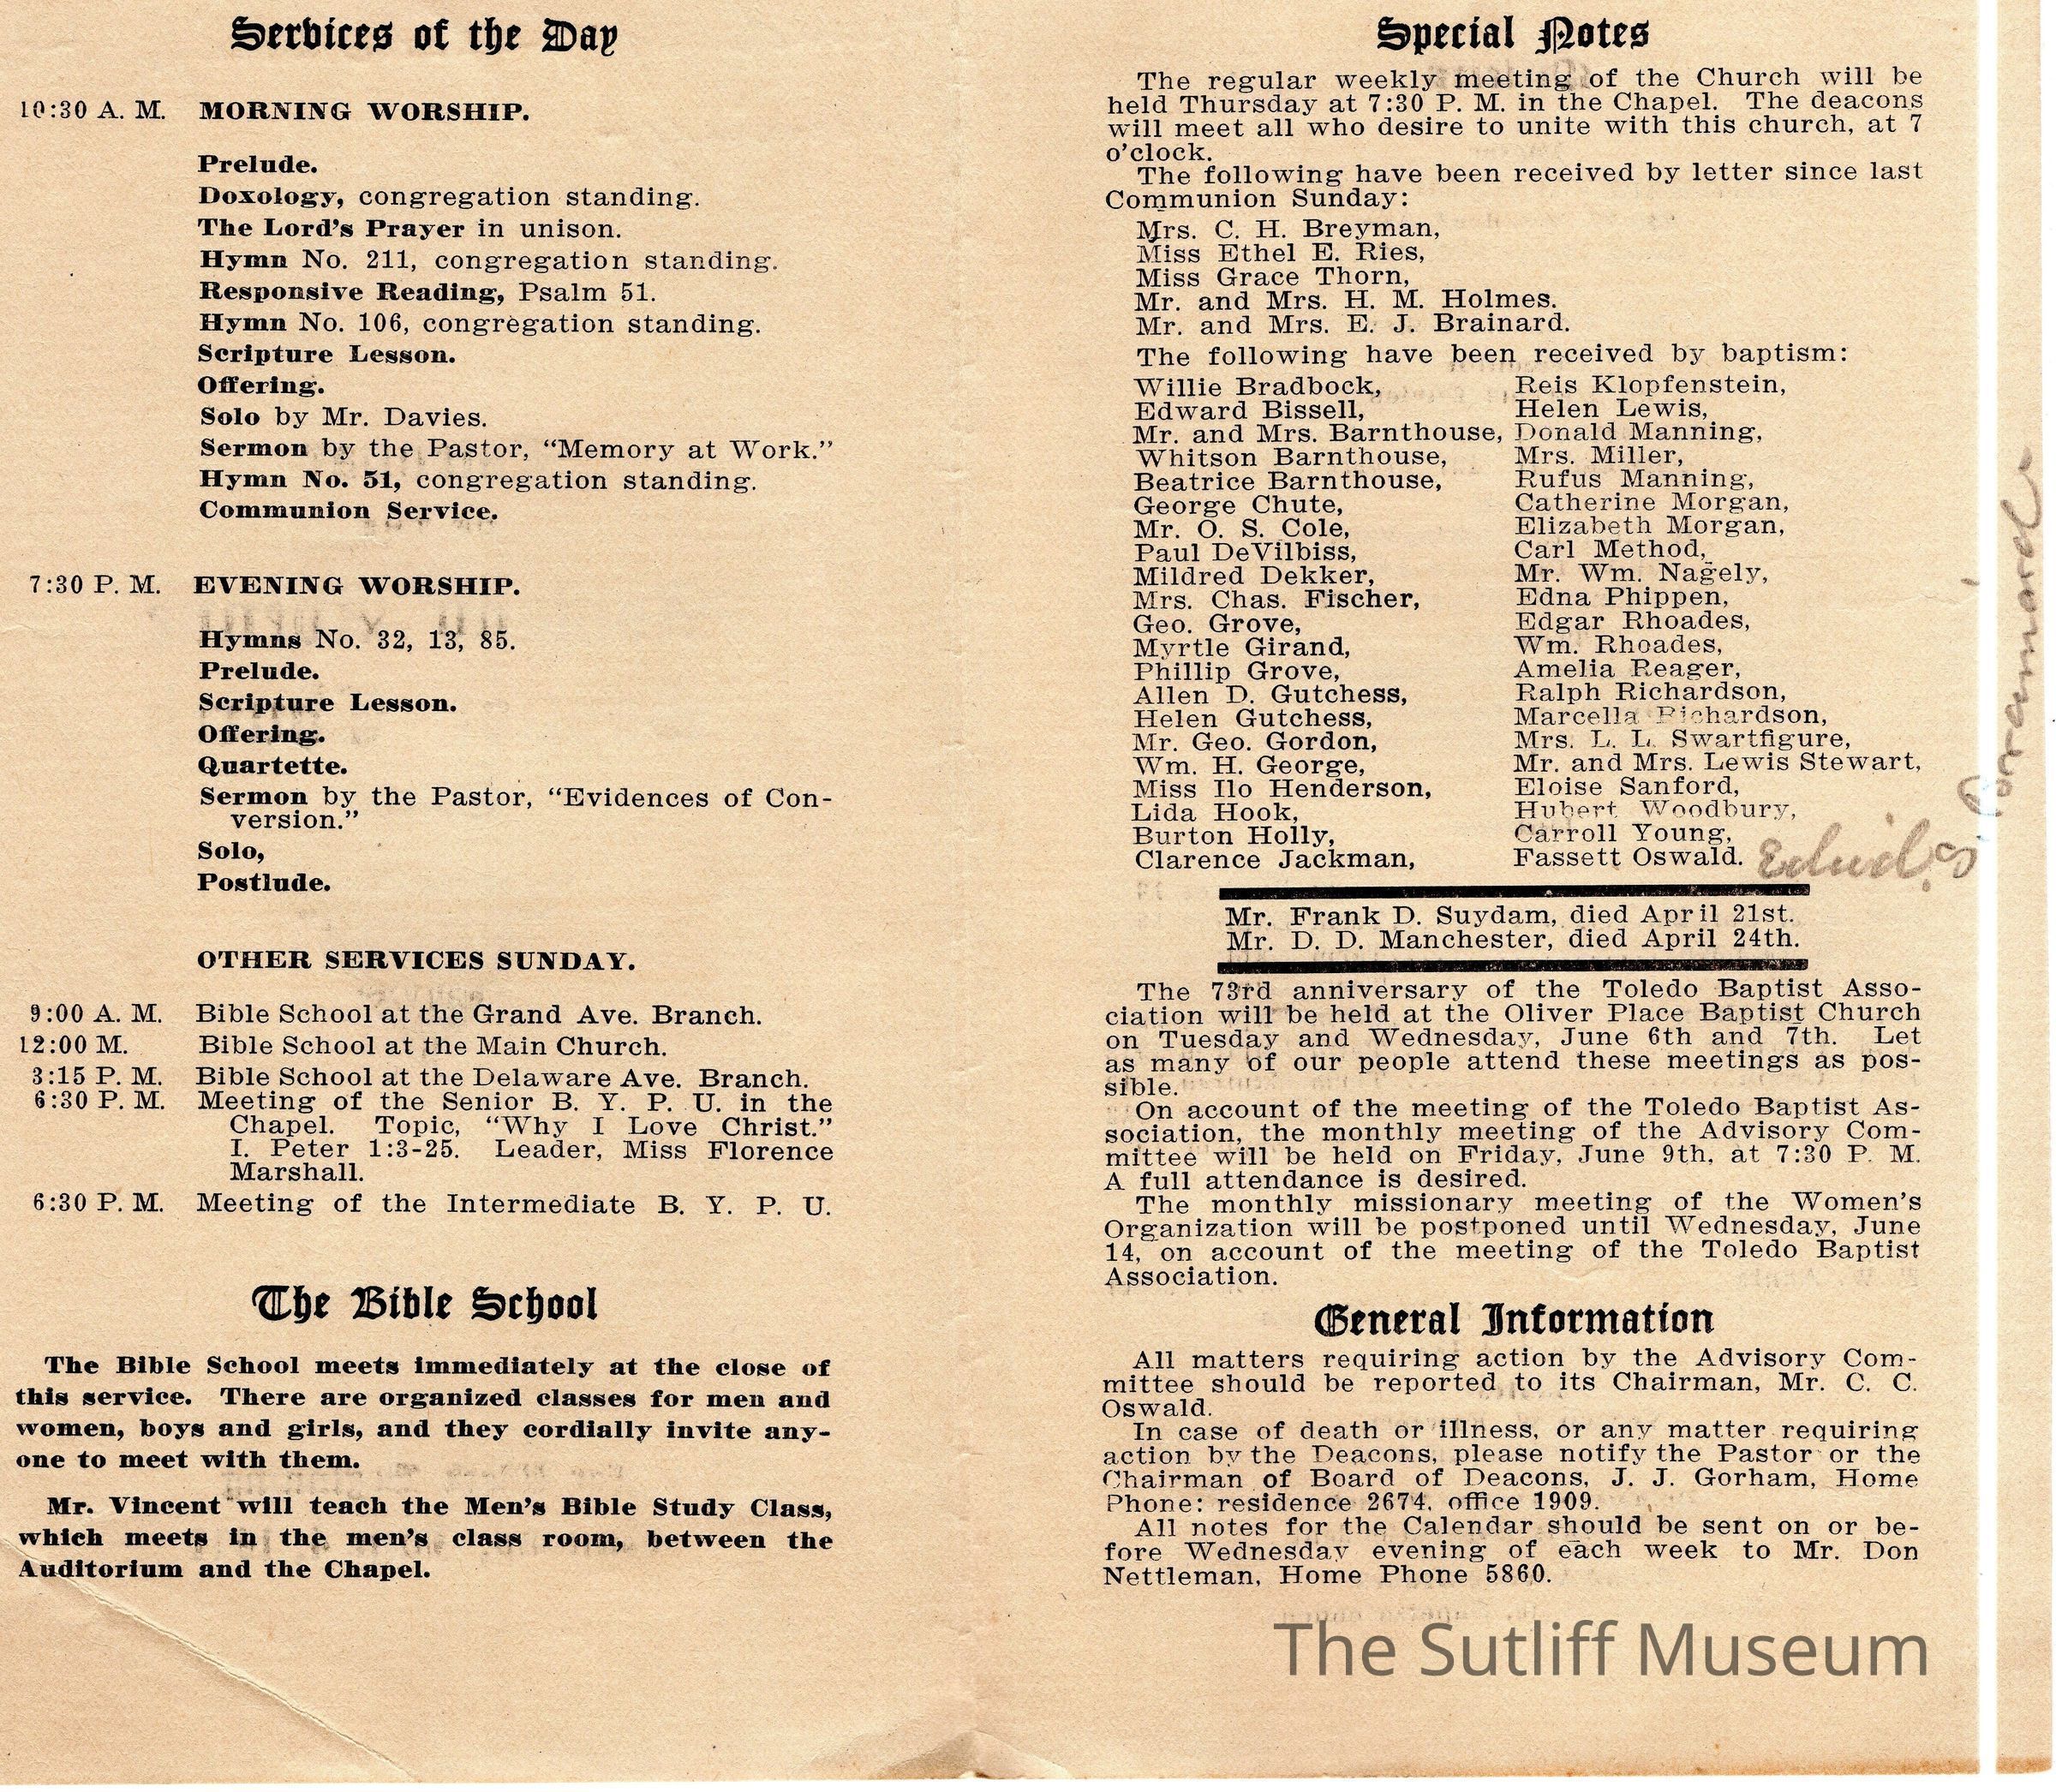 Services of the Day
10:30 A. M. MORNING WORSHIP.
Prelude.
Doxology, congregation standing.
The Lord's Prayer in unison.
Hymn No. 211, congregation standing.
Responsive Reading, Psalm 51.
Hymn No. 106, congregation standing.
Scripture Lesson.
Offering.
Solo by Mr. Davies.
Sermon by the Pastor, “Memory at Work.”
Hymn No. 51, congregation standing.
Communion Service.
7:30 P. M. EVENING WORSHIP.
Hymns No. 32, 13, 85.
Prelude.
Scripture Lesson.
Offering.
Quartette.
Sermon by the Pastor, “Evidences of Con-
version.”
Solo,
Postlude.
OTHER SERVICES SUNDAY.
9:00 A. M. Bible School at the Grand Ave. Branch.
12:00 M. Bible School at the Main Church.
3:15 P. M. Bible School at the Delaware Ave. Branch.
6:30 P. M. Meeting of the Senior B. Y. P. U. in the
Chapel. Topic, “Why I Love Christ.”
I. Peter 1:3-25. Leader, Miss Florence
Marshall.
6:30 P. M. Meeting of the Intermediate B. Y. P. U.
The Bible School
The Bible School meets immediately at the close of
this service. There are organized classes for men and
women, boys and girls, and they cordially invite any-
one to meet with them.
Mr. Vincent will teach the Men's Bible Study Class,
which meets in the men's class room, between the
Auditorium and the Chapel.
Special Notes
The regular weekly meeting of the Church will be
held Thursday at 7:30 P. M. in the Chapel. The deacons
will meet all who desire to unite with this church, at 7
o'clock.
The following have been received by letter since last
Communion Sunday:
Mrs. C. H. Breyman,
Miss Ethel E. Ries,
Miss Grace Thorn,
Mr. and Mrs. H. M. Holmes.
Mr. and Mrs. E. J. Brainard.
The following have been received by baptism:
Willie Bradbock,
Edward Bissell,
Mr. and Mrs. Barnthouse,
Whitson Barnthouse,
Beatrice Barnthouse,
George Chute,
Mr. O. S. Cole,
Paul DeVilbiss,
Mildred Dekker,
Mrs. Chas. Fischer,
Geo. Grove,
Myrtle Girand,
Phillip Grove,
Allen D. Gutchess,
Helen Gutchess,
Mr. Geo. Gordon,
Wm. H. George,
Miss Ilo Henderson,
Lida Hook,
Burton Holly,
Clarence Jackman,
Reis Klopfenstein,
Helen Lewis,
Donald Manning,
Mrs. Miller,
Rufus Manning,
Catherine Morgan,
Elizabeth Morgan,
Carl Method,
Mr. Wm. Nagely,
Edna Phippen,
Edgar Rhoades,
Wm. Rhoades,
Amelia Reager,
Ralph Richardson,
Marcella Richardson,
Mrs. L. L. Swartfigure,
Mr. and Mrs. Lewis Stewart,
Eloise Sanford,
Hubert Woodbury,
Carroll Young,
Fassett Oswald.
Mr. Frank D. Suydam, died April 21st.
Mr. D. D. Manchester, died April 24th.
The 73rd anniversary of the Toledo Baptist Asso-
ciation will be held at the Oliver Place Baptist Church
on Tuesday and Wednesday, June 6th and 7th. Let
as many of our people attend these meetings as pos-
sible.
On account of the meeting of the Toledo Baptist As-
sociation, the monthly meeting of the Advisory Com-
mittee will be held on Friday, June 9th, at 7:30 P. M.
A full attendance is desired.
The monthly missionary meeting of the Women's
Organization will be postponed until Wednesday, June
14, on account of the meeting of the Toledo Baptist
Association.
General Information
All matters requiring action by the Advisory Com-
mittee should be reported to its Chairman, Mr. C. C.
Oswald.
In case of death or illness, or any matter requiring
action by the Deacons, please notify the Pastor or the
Chairman of Board of Deacons, J. J. Gorham, Home
Phone: residence 2674, office 1909.
All notes for the Calendar should be sent on or be-
fore Wednesday evening of each week to Mr. Don
Nettleman, Home Phone 5860.
The Sutliff Museum